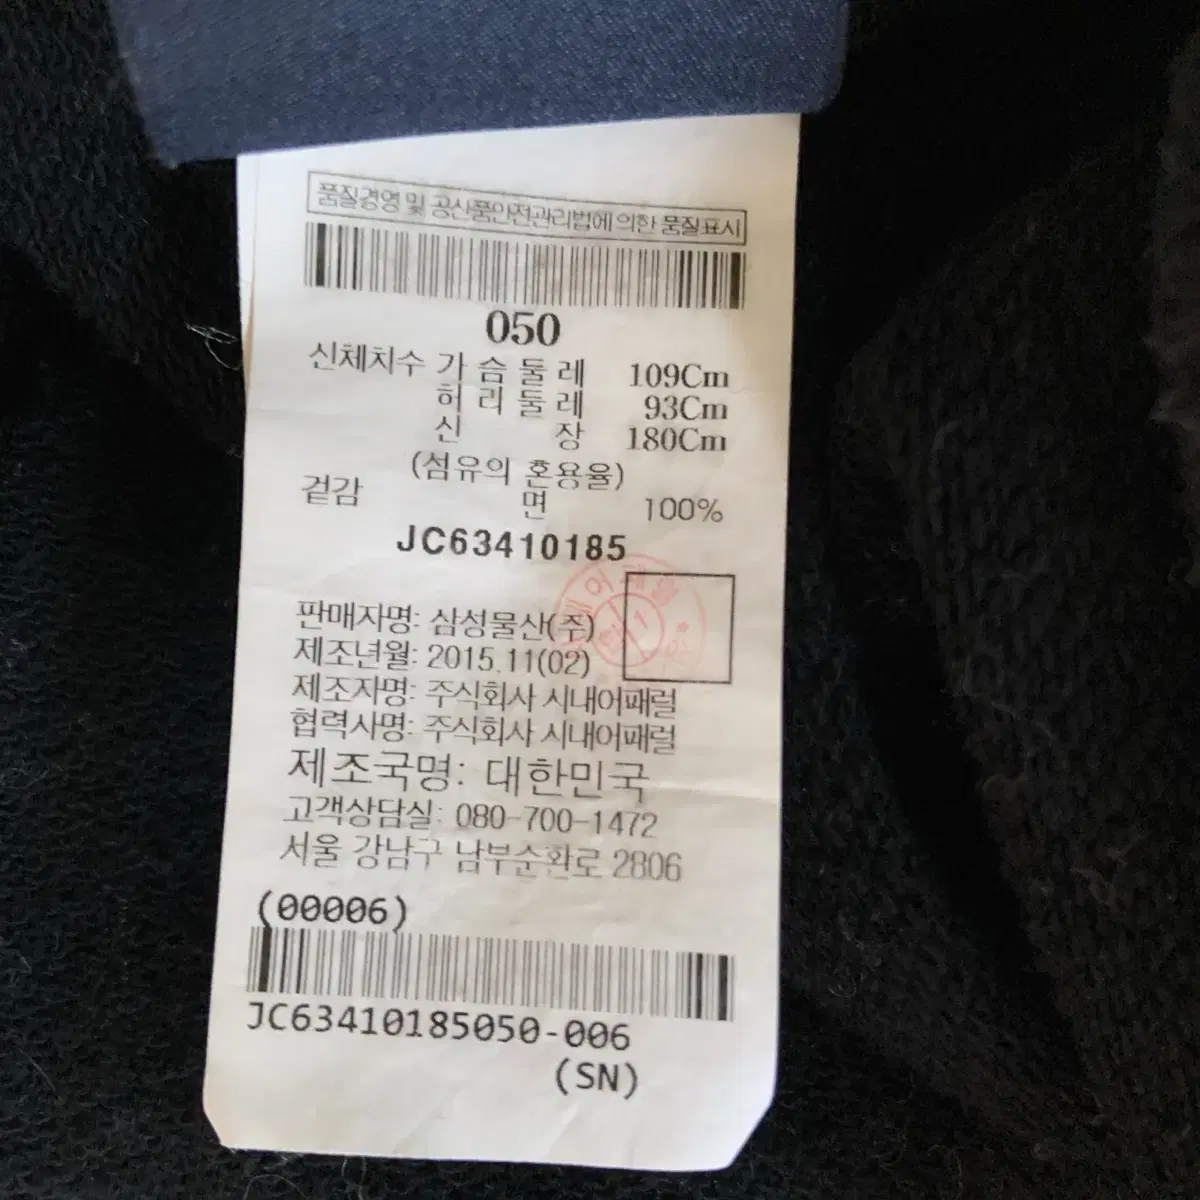 품질경영 및 공산품안전관리법에 의한 품질표시
050
신체치수 가슴둘레 109Cm
허리둘레 93Cm
신장 180Cm
(섬유의 혼용율)
겉감 면 100%
JC63410185
판매자명: 삼성물산(주)
제조년월: 2015.11(02)
제조자명: 주식회사 시내어패럴
협력사명: 주식회사 시내어패럴
제조국명: 대한민국
고객상담실: 080-700-1472
서울 강남구 남부순환로 2806
(00006)
JC63410185050-006
(SN)